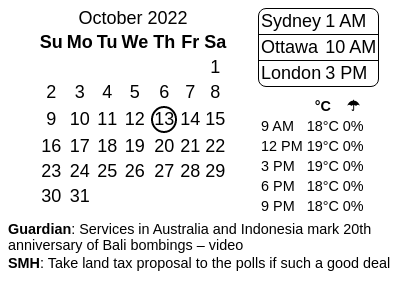 October 2022
Su Mo Tu We Th Fr Sa
1
2 3 4 5 6 7 8
9 10 11 12 13 14 15
16 17 18 19 20 21 22
23 24 25 26 27 28 29
30 31
Sydney 1 AM
Ottawa 10 AM
London 3 PM
°C ☂
9 AM 18°C 0%
12 PM 19°C 0%
3 PM 19°C 0%
6 PM 18°C 0%
9 PM 18°C 0%
Guardian: Services in Australia and Indonesia mark 20th
anniversary of Bali bombings – video
SMH: Take land tax proposal to the polls if such a good deal